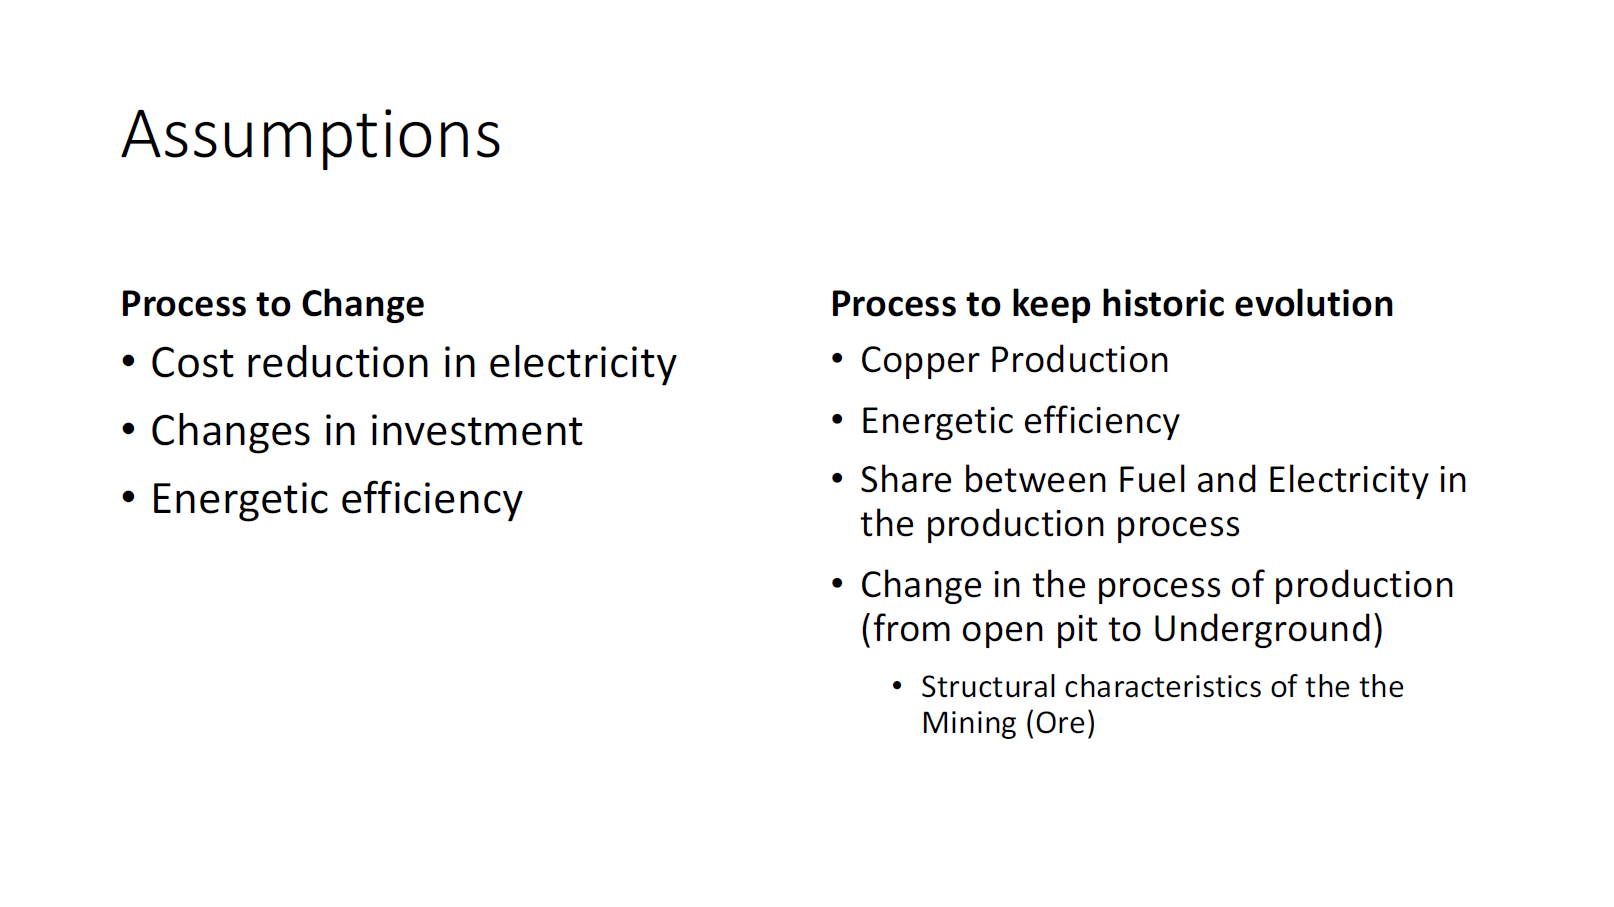 Assumptions
Process to Change
• Cost reduction in electricity
• Changes in investment
• Energetic efficiency
Process to keep historic evolution
• Copper Production
• Energetic efficiency
• Share between Fuel and Electricity in
the production process
• Change in the process of production
(from open pit to Underground)
• Structural characteristics of the the
Mining (Ore)